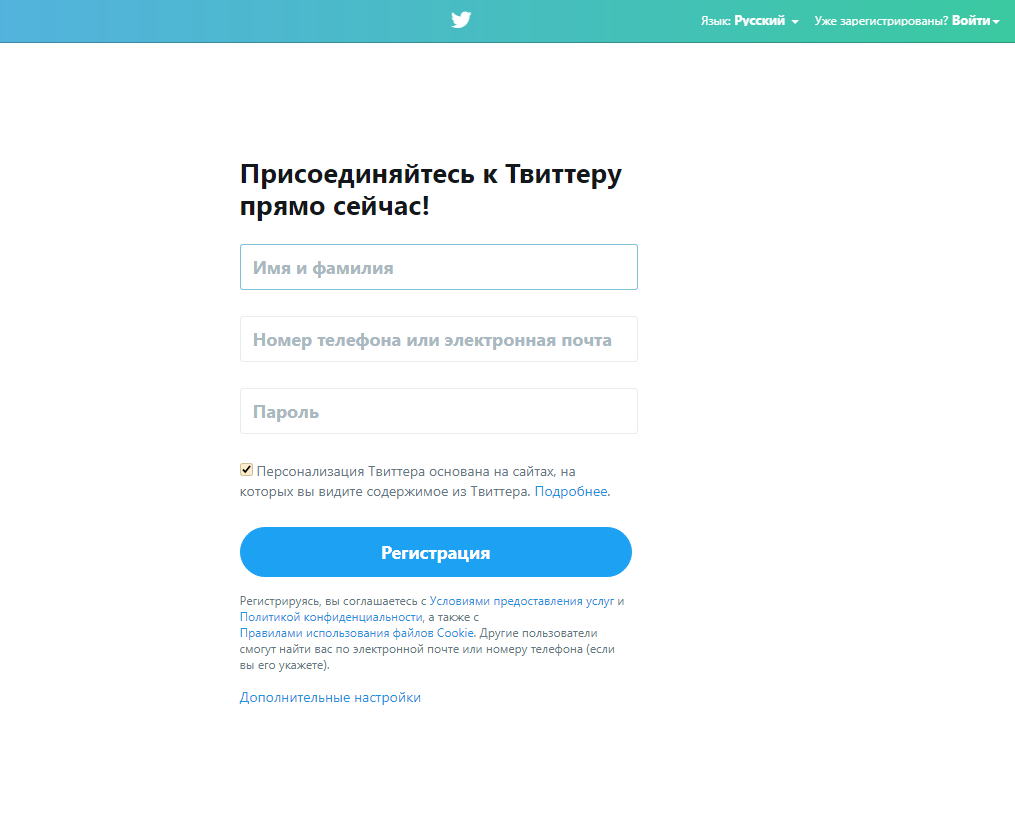 Язык: Русский Уже зарегистрированы? Войти
Присоединяйтесь к Твиттеру
прямо сейчас!
Имя и фамилия
Номер телефона или электронная почта
Пароль
Персонализация Твиттера основана на сайтах, на
которых вы видите содержимое из Твиттера. Подробнее.
Регистрация
Регистрируясь, вы соглашаетесь с Условиями предоставления услуг и
Политикой конфиденциальности, а также с
Правилами использования файлов Cookie. Другие пользователи
смогут найти вас по электронной почте или номеру телефона (если
вы его укажете).
Дополнительные настройки